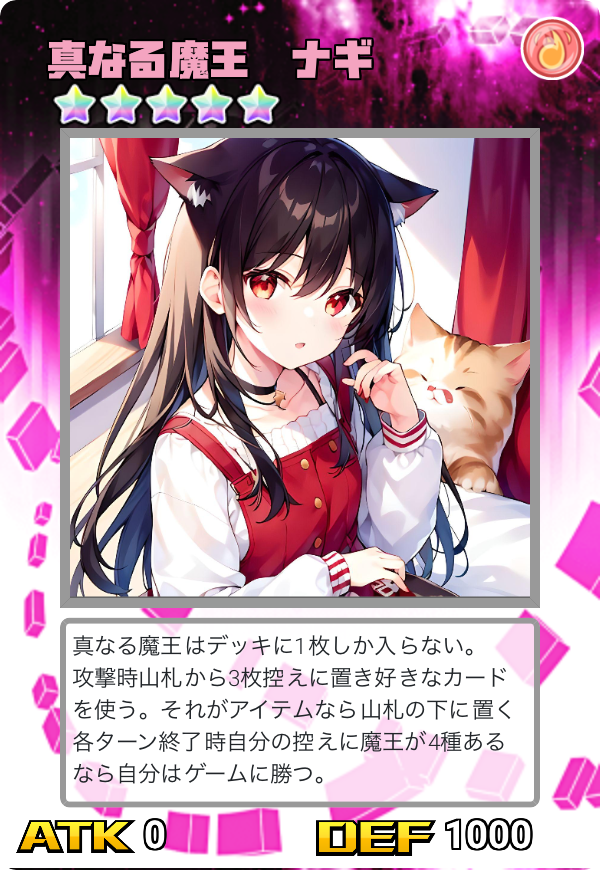 真なる魔王　ナギ
真なる魔王はデッキに1枚しか入らない。
攻撃時山札から3枚控えに置き好きなカード
を使う。それがアイテムなら山札の下に置く
各ターン終了時自分の控えに魔王が4種ある
なら自分はゲームに勝つ。
ATK 0 DEF 1000